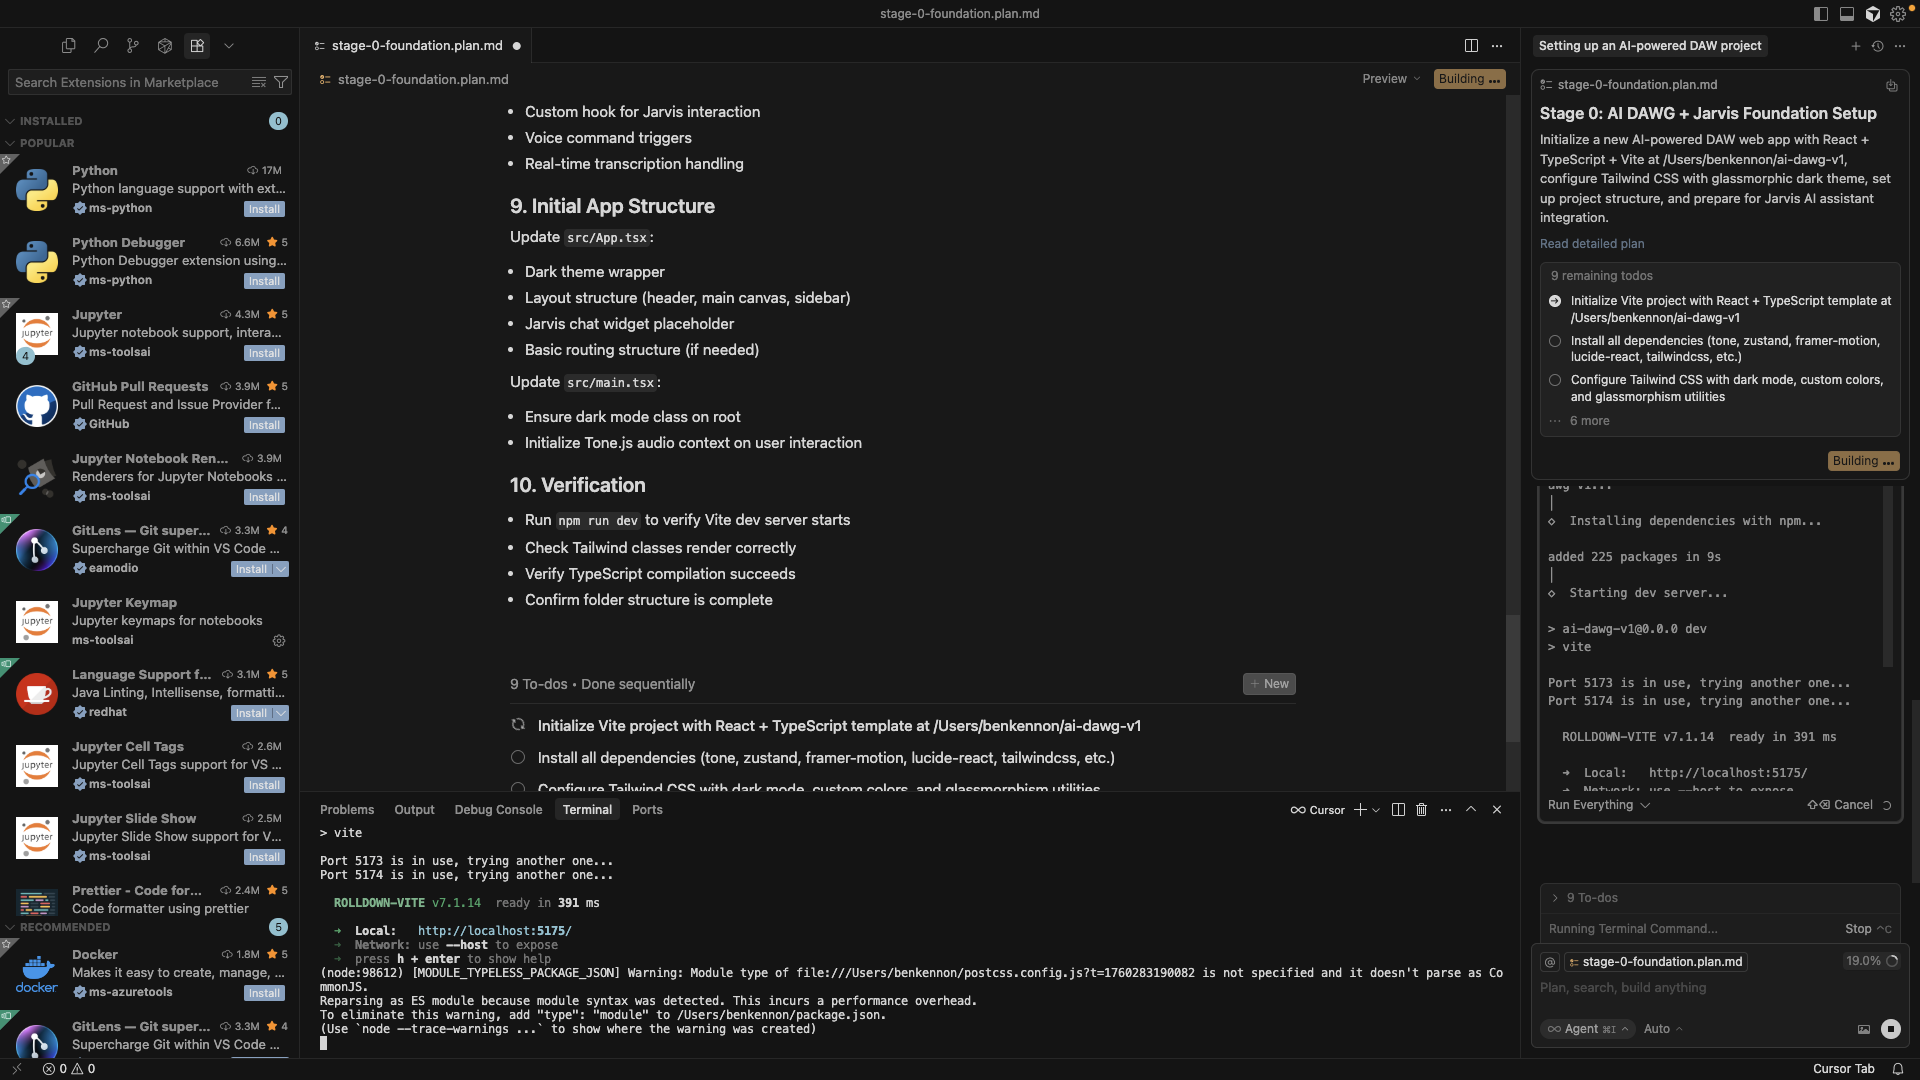 stage-0-foundation.plan.md
Search Extensions in Marketplace
INSTALLED
0
POPULAR
Python 17M
Python language support with ext...
ms-python Install
Python Debugger 6.6M 5
Python Debugger extension using...
ms-python Install
Jupyter 4.3M 5
Jupyter notebook support, intera...
ms-toolsai Install
jupyter
4
GitHub Pull Requests 3.9M 5
Pull Request and Issue Provider f...
GitHub Install
Jupyter Notebook Ren... 3.9M
Renderers for Jupyter Notebooks ...
ms-toolsai Install
GitLens — Git super... 3.3M 4
Supercharge Git within VS Code ...
eamodio Install
Jupyter Keymap
Jupyter keymaps for notebooks
ms-toolsai
jupyter
Language Support f... 3.1M 5
Java Linting, Intellisense, formatti...
redhat Install
Jupyter Cell Tags 2.6M
Jupyter Cell Tags support for VS ...
ms-toolsai Install
jupyter
Jupyter Slide Show 2.5M
Jupyter Slide Show support for V...
ms-toolsai Install
jupyter
Prettier - Code for... 2.4M 5
Code formatter using prettier
RECOMMENDED
5
Docker 1.8M 5
Makes it easy to create, manage, ...
ms-azuretools Install
docker
GitLens — Git super... 3.3M 4
Supercharge Git within VS Code ...
0 0
stage-0-foundation.plan.md
stage-0-foundation.plan.md
Preview
Building ...
• Custom hook for Jarvis interaction
• Voice command triggers
• Real-time transcription handling
9. Initial App Structure
Update src/App.tsx:
• Dark theme wrapper
• Layout structure (header, main canvas, sidebar)
• Jarvis chat widget placeholder
• Basic routing structure (if needed)
Update src/main.tsx:
• Ensure dark mode class on root
• Initialize Tone.js audio context on user interaction
10. Verification
• Run npm run dev to verify Vite dev server starts
• Check Tailwind classes render correctly
• Verify TypeScript compilation succeeds
• Confirm folder structure is complete
9 To-dos • Done sequentially
+ New
Initialize Vite project with React + TypeScript template at /Users/benkennon/ai-dawg-v1
Install all dependencies (tone, zustand, framer-motion, lucide-react, tailwindcss, etc.)
Configure Tailwind CSS with dark mode, custom colors, and glassmorphism utilities
Problems Output Debug Console Terminal Ports
Cursor
> vite
Port 5173 is in use, trying another one...
Port 5174 is in use, trying another one...
ROLLDOWN-VITE v7.1.14 ready in 391 ms
➜ Local: http://localhost:5175/
➜ Network: use --host to expose
➜ press h + enter to show help
(node:98612) [MODULE_TYPELESS_PACKAGE_JSON] Warning: Module type of file:///Users/benkennon/postcss.config.js?t=1760283190082 is not specified and it doesn't parse as Co
mmonJS.
Reparsing as ES module because module syntax was detected. This incurs a performance overhead.
To eliminate this warning, add "type": "module" to /Users/benkennon/package.json.
(Use `node --trace-warnings ...` to show where the warning was created)
Setting up an AI-powered DAW project
stage-0-foundation.plan.md
Stage 0: AI DAWG + Jarvis Foundation Setup
Initialize a new AI-powered DAW web app with React +
TypeScript + Vite at /Users/benkennon/ai-dawg-v1,
configure Tailwind CSS with glassmorphic dark theme, set
up project structure, and prepare for Jarvis AI assistant
integration.
Read detailed plan
9 remaining todos
Initialize Vite project with React + TypeScript template at
/Users/benkennon/ai-dawg-v1
Install all dependencies (tone, zustand, framer-motion,
lucide-react, tailwindcss, etc.)
Configure Tailwind CSS with dark mode, custom colors,
and glassmorphism utilities
... 6 more
Building ...
awg-v1...
◇ Installing dependencies with npm...
added 225 packages in 9s
◇ Starting dev server...
> ai-dawg-v1@0.0.0 dev
> vite
Port 5173 is in use, trying another one...
Port 5174 is in use, trying another one...
ROLLDOWN-VITE v7.1.14 ready in 391 ms
➜ Local: http://localhost:5175/
➜ Network: use --host to expose
Run Everything
Cancel
9 To-dos
Running Terminal Command...
Stop ^C
@ stage-0-foundation.plan.md
19.0%
Plan, search, build anything
Agent ⌘I
Auto
Cursor Tab